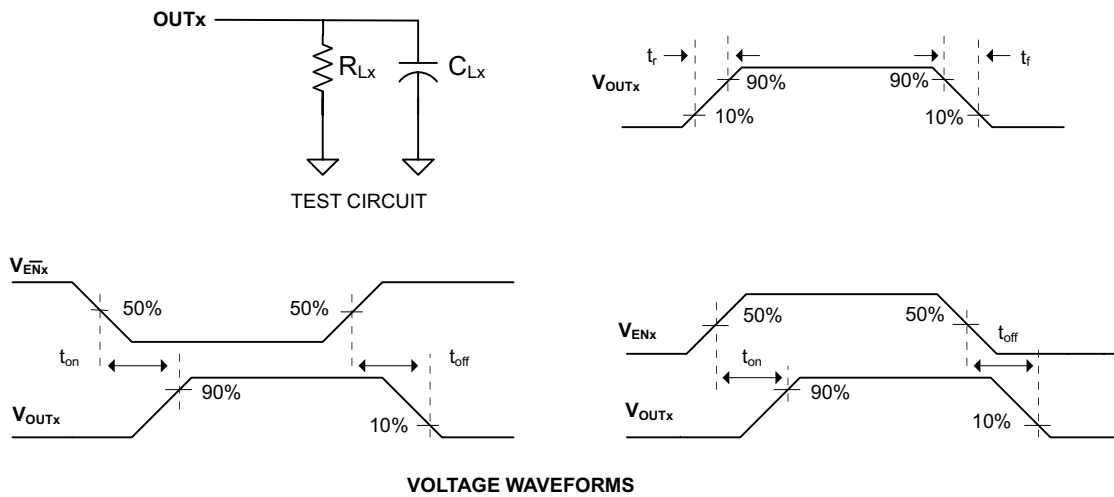 OUTx
RLx
CLx
TEST CIRCUIT
tr
tf
VOUTx
90%
90%
10%
10%
VE̅N̅x
50%
50%
ton
toff
90%
VOUTx
10%
50%
50%
VENx
ton
toff
90%
VOUTx
10%
VOLTAGE WAVEFORMS